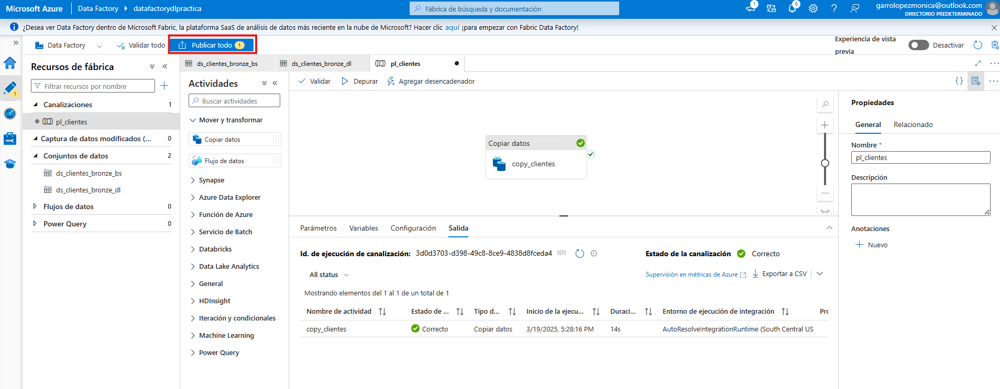 Microsoft Azure Data Factory datafactorydlpractica Fábrica de búsqueda y documentación 1 6 garrolopezmonica@outlook.com
DIRECTORIO PREDETERMINADO
¿Desea ver Data Factory dentro de Microsoft Fabric, la plataforma SaaS de análisis de datos más reciente en la nube de Microsoft? Hacer clic aquí ¡para empezar con Fabric Data Factory!
Data Factory Validar todo Publicar todo 1 Experiencia de vista previa Desactivar
Recursos de fábrica
Filtrar recursos por nombre
1
Canalizaciones 1
pl_clientes
Captura de datos modificados (... 0
Conjuntos de datos 2
ds_clientes_bronze_bs
ds_clientes_bronze_dl
Flujos de datos 0
Power Query 0
ds_clientes_bronze_bs ds_clientes_bronze_dl pl_clientes
Actividades
Buscar actividades
Mover y transformar
Copiar datos
Flujo de datos
Synapse
Azure Data Explorer
Función de Azure
Servicio de Batch
Databricks
Data Lake Analytics
General
HDInsight
Iteración y condicionales
Machine Learning
Power Query
Validar Depurar Agregar desencadenador {}
Copiar datos
copy_clientes
Parámetros Variables Configuración Salida
Id. de ejecución de canalización: 3d0d3703-d398-49c8-8ce9-4838d8fceda4 Estado de la canalización Correcto
All status Supervisión en métricas de Azure Exportar a CSV
Mostrando elementos del 1 al 1 de un total de 1
Nombre de actividad Estado de ... Tipo d... Inicio de la ejecu... Duraci... Entorno de ejecución de integración
copy_clientes Correcto Copiar datos 3/19/2025, 5:28:16 PM 14s AutoResolveIntegrationRuntime (South Central US
Propiedades
General Relacionado
Nombre *
pl_clientes
Descripción
Anotaciones
Nuevo